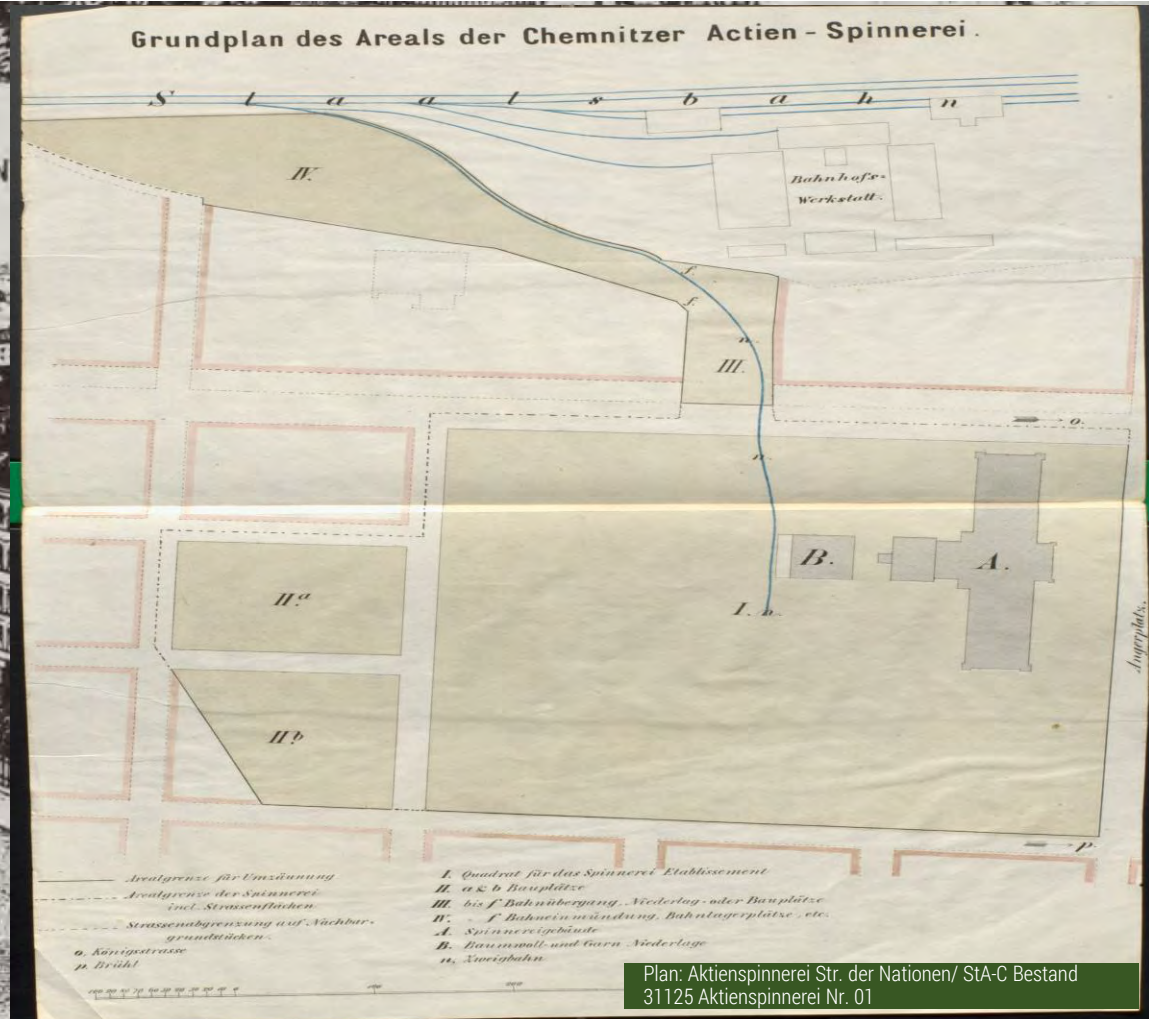 Grundplan des Areals der Chemnitzer Actien-Spinnerei.
Staatsbahn
IV.
Bahnhofs-
Werkstatt.
f.
f.
n.
III.
o.
n.
B.
A.
II.a
I. n.
Angerplatz.
II.b
p.
Arealgrenze für Umzäunung
Arealgrenze der Spinnerei
incl. Strassenflächen
Strassenabgrenzung auf Nachbar-
grundstücken.
o. Königsstrasse
p. Brühl
I. Quadrat für das Spinnerei Etablissement
II. a & b Bauplätze
III. bis f Bahnübergang, Niederlag- oder Bauplätze
IV. " f Bahneinmündung, Bahnlagerplätze, etc.
A. Spinnereigebäude
B. Baumwoll- und Garn Niederlage
n, Zweigbahn
Plan: Aktienspinnerei Str. der Nationen/ StA-C Bestand
31125 Aktienspinnerei Nr. 01